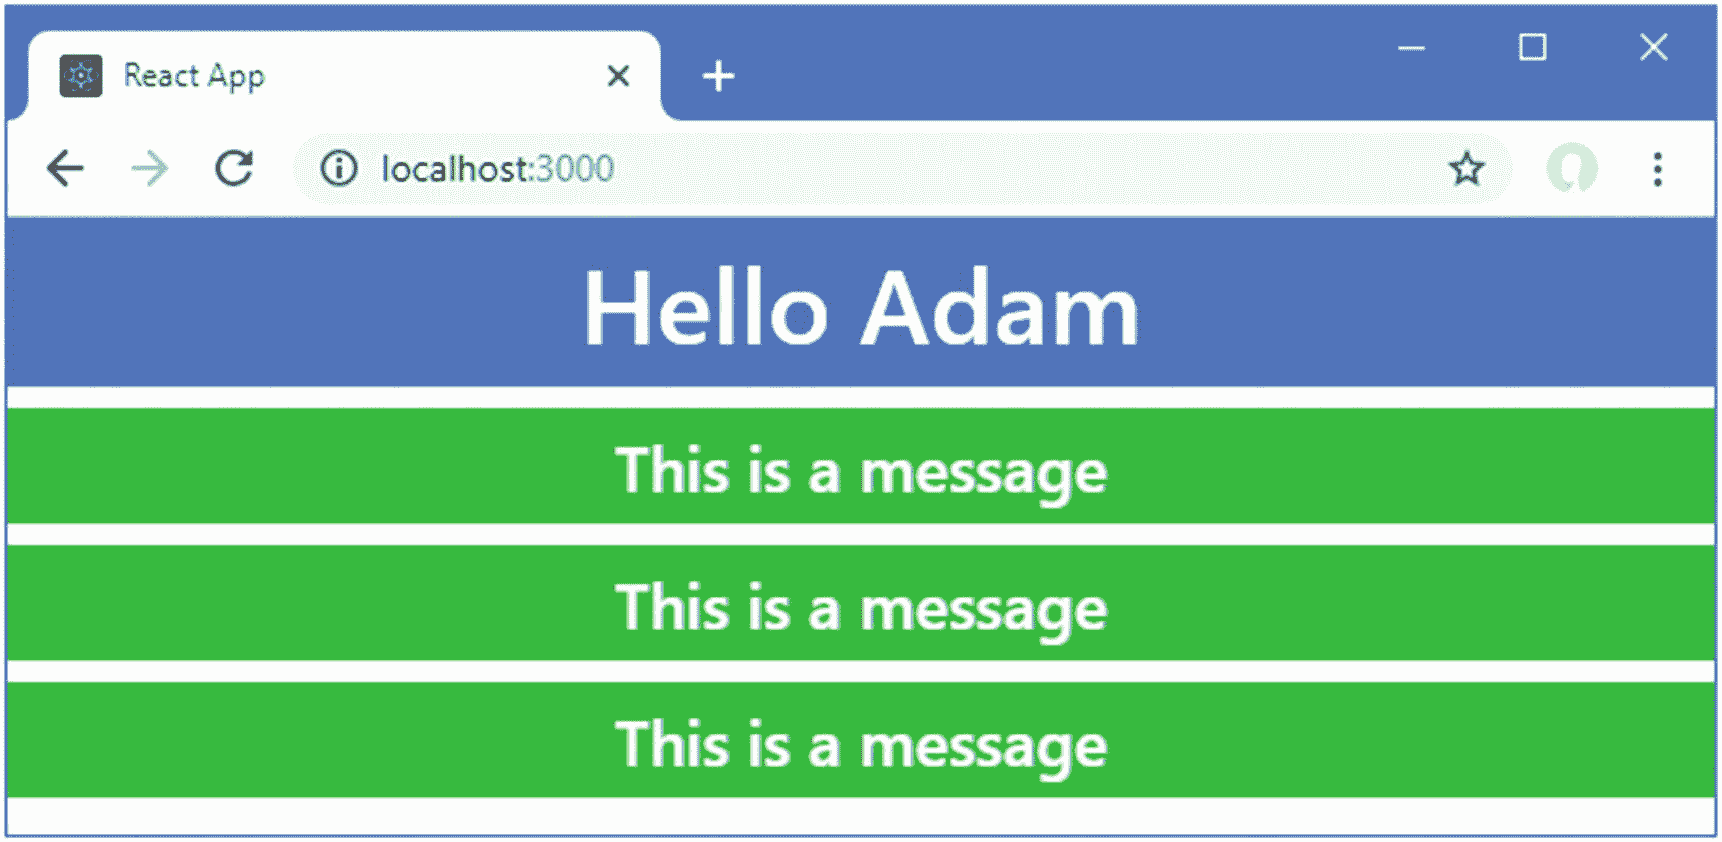 React App
localhost:3000
Hello Adam
This is a message
This is a message
This is a message